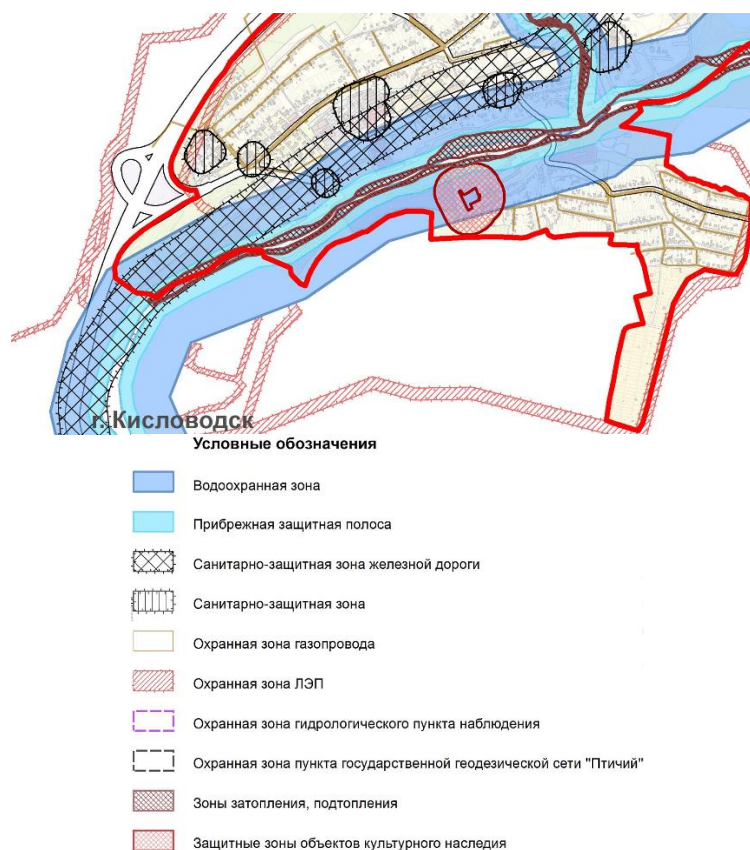 г. Кисловодск
Условные обозначения
Водоохранная зона
Прибрежная защитная полоса
Санитарно-защитная зона железной дороги
Санитарно-защитная зона
Охранная зона газопровода
Охранная зона ЛЭП
Охранная зона гидрологического пункта наблюдения
Охранная зона пункта государственной геодезической сети "Птичий"
Зоны затопления, подтопления
Защитные зоны объектов культурного наследия